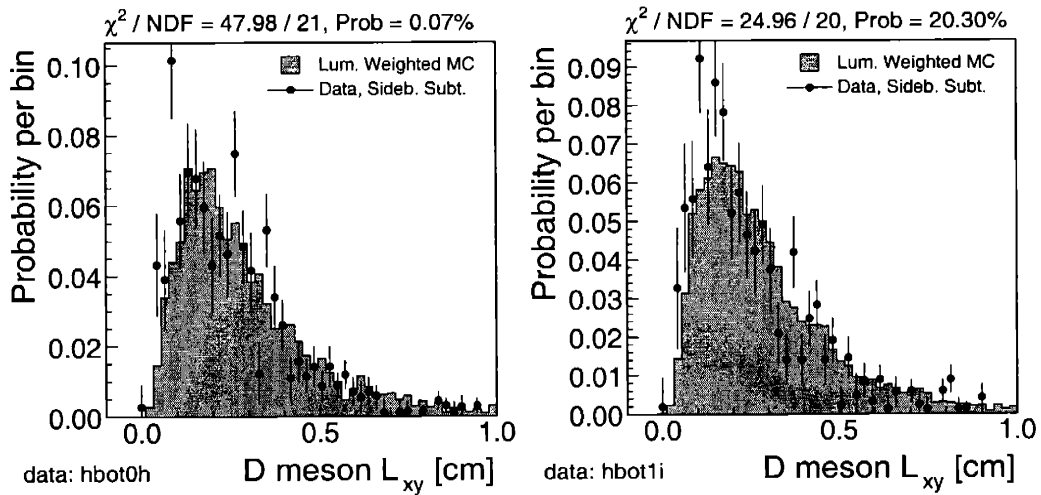 χ² / NDF = 47.98 / 21, Prob = 0.07%
Probability per bin
0.10
0.08
0.06
0.04
0.02
0.00
Lum. Weighted MC
Data, Sideb. Subt.
0.0
0.5
1.0
data: hbot0h
D meson Lxy [cm]
χ² / NDF = 24.96 / 20, Prob = 20.30%
Probability per bin
0.09
0.08
0.07
0.06
0.05
0.04
0.03
0.02
0.01
0.00
Lum. Weighted MC
Data, Sideb. Subt.
0.0
0.5
1.0
data: hbot1i
D meson Lxy [cm]